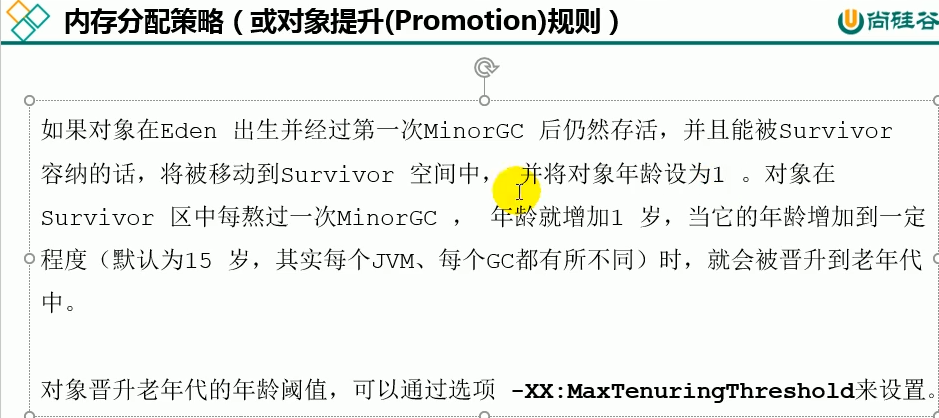 内存分配策略（或对象提升(Promotion)规则）
尚硅谷
如果对象在Eden 出生并经过第一次MinorGC 后仍然存活，并且能被Survivor
容纳的话，将被移动到Survivor 空间中， 并将对象年龄设为1 。对象在
Survivor 区中每熬过一次MinorGC ， 年龄就增加1 岁，当它的年龄增加到一定
程度（默认为15 岁，其实每个JVM、每个GC都有所不同）时，就会被晋升到老年代
中。
对象晋升老年代的年龄阈值，可以通过选项 -XX:MaxTenuringThreshold来设置。